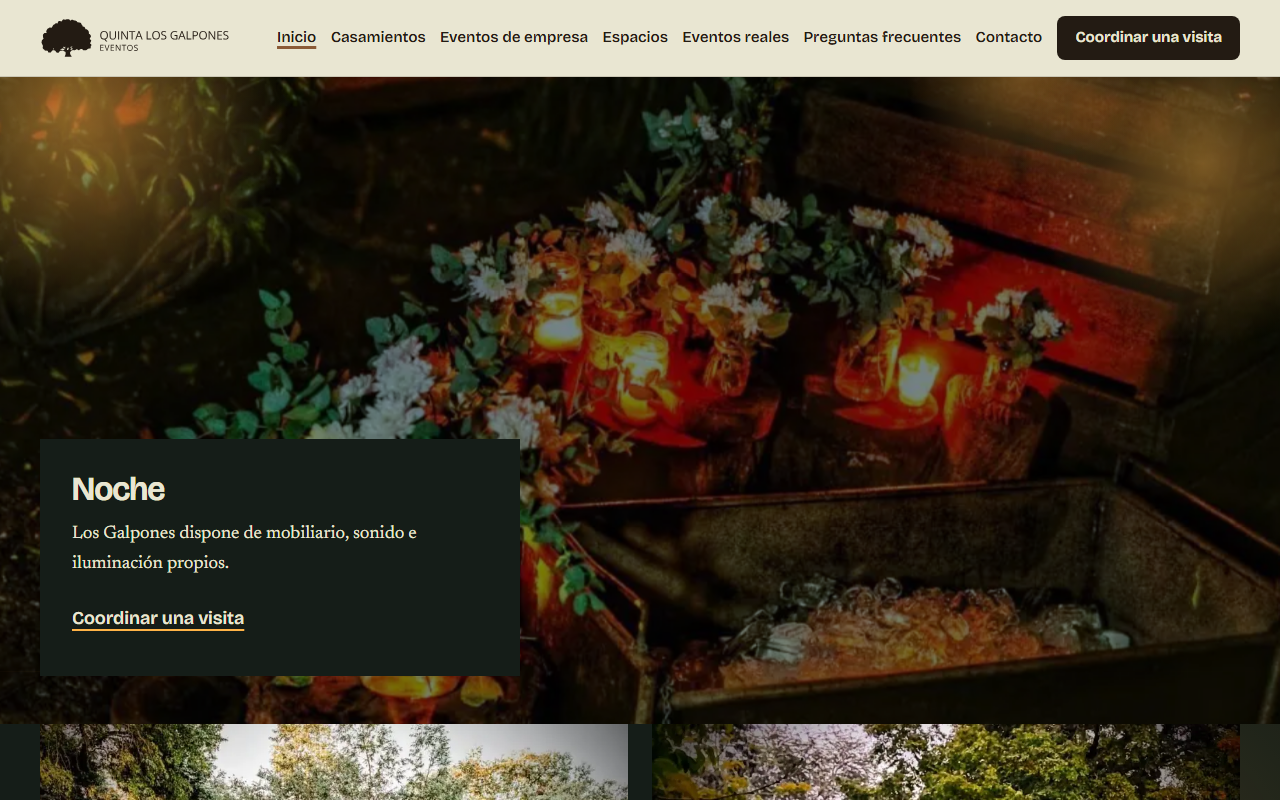 QUINTA LOS GALPONES
EVENTOS
Inicio
Casamientos
Eventos de empresa
Espacios
Eventos reales
Preguntas frecuentes
Contacto
Coordinar una visita
Noche
Los Galpones dispone de mobiliario, sonido e
iluminación propios.
Coordinar una visita